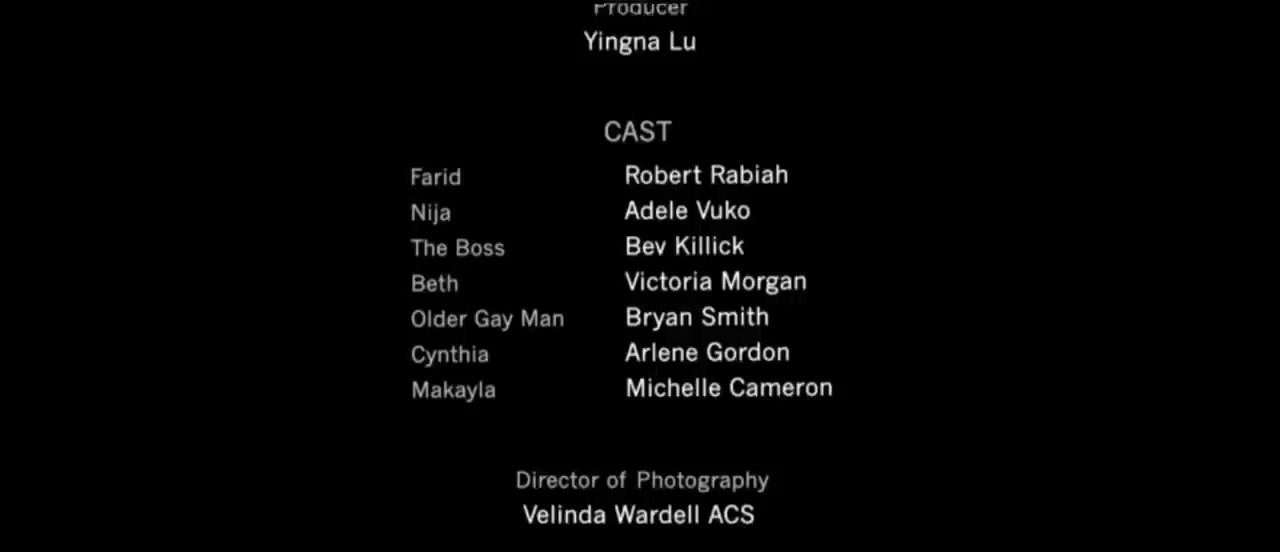 Producer
Yingna Lu
CAST
Farid Robert Rabiah
Nija Adele Vuko
The Boss Bev Killick
Beth Victoria Morgan
Older Gay Man Bryan Smith
Cynthia Arlene Gordon
Makayla Michelle Cameron
Director of Photography
Velinda Wardell ACS